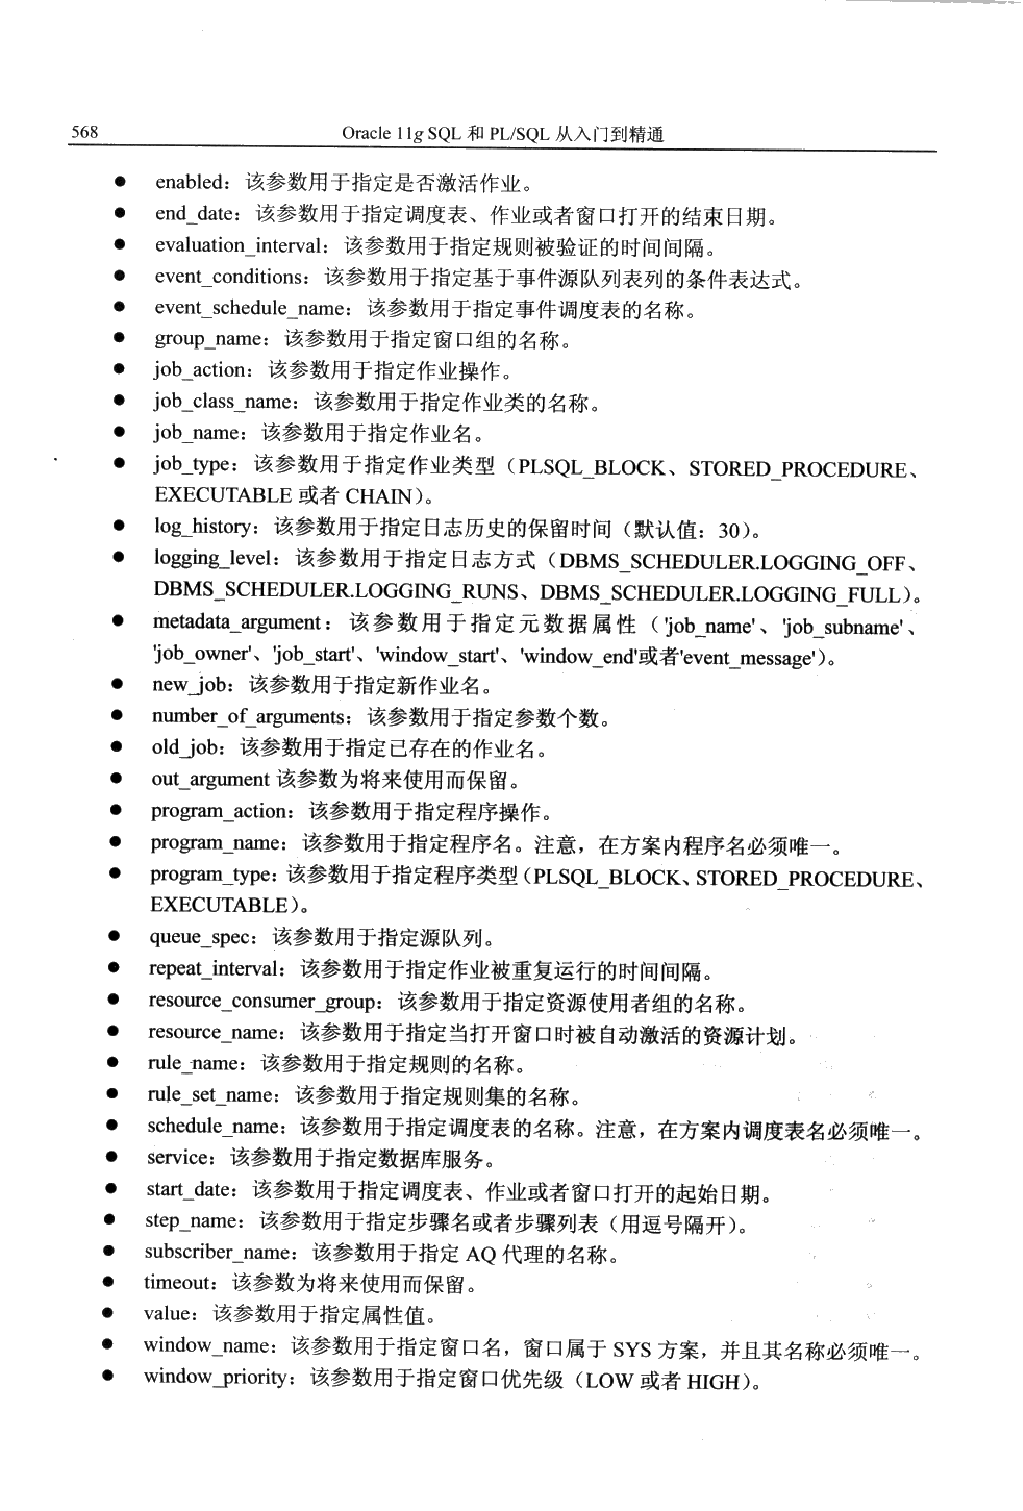 568
Oracle 11g SQL 和 PL/SQL 从入门到精通
● enabled：该参数用于指定是否激活作业。
● end_date：该参数用于指定调度表、作业或者窗口打开的结束日期。
● evaluation_interval：该参数用于指定规则被验证的时间间隔。
● event_conditions：该参数用于指定基于事件源队列表列的条件表达式。
● event_schedule_name：该参数用于指定事件调度表的名称。
● group_name：该参数用于指定窗口组的名称。
● job_action：该参数用于指定作业操作。
● job_class_name：该参数用于指定作业类的名称。
● job_name：该参数用于指定作业名。
● job_type：该参数用于指定作业类型（PLSQL_BLOCK、STORED_PROCEDURE、
EXECUTABLE 或者 CHAIN）。
● log_history：该参数用于指定日志历史的保留时间（默认值：30）。
● logging_level：该参数用于指定日志方式（DBMS_SCHEDULER.LOGGING_OFF、
DBMS_SCHEDULER.LOGGING_RUNS、DBMS_SCHEDULER.LOGGING_FULL）。
● metadata_argument：该参数用于指定元数据属性（'job_name'、'job_subname'、
'job_owner'、'job_start'、'window_start'、'window_end'或者'event_message'）。
● new_job：该参数用于指定新作业名。
● number_of_arguments：该参数用于指定参数个数。
● old_job：该参数用于指定已存在的作业名。
● out_argument 该参数为将来使用而保留。
● program_action：该参数用于指定程序操作。
● program_name：该参数用于指定程序名。注意，在方案内程序名必须唯一。
● program_type：该参数用于指定程序类型（PLSQL_BLOCK、STORED_PROCEDURE、
EXECUTABLE）。
● queue_spec：该参数用于指定源队列。
● repeat_interval：该参数用于指定作业被重复运行的时间间隔。
● resource_consumer_group：该参数用于指定资源使用者组的名称。
● resource_name：该参数用于指定当打开窗口时被自动激活的资源计划。
● rule_name：该参数用于指定规则的名称。
● rule_set_name：该参数用于指定规则集的名称。
● schedule_name：该参数用于指定调度表的名称。注意，在方案内调度表名必须唯一。
● service：该参数用于指定数据库服务。
● start_date：该参数用于指定调度表、作业或者窗口打开的起始日期。
● step_name：该参数用于指定步骤名或者步骤列表（用逗号隔开）。
● subscriber_name：该参数用于指定 AQ 代理的名称。
● timeout：该参数为将来使用而保留。
● value：该参数用于指定属性值。
● window_name：该参数用于指定窗口名，窗口属于 SYS 方案，并且其名称必须唯一。
● window_priority：该参数用于指定窗口优先级（LOW 或者 HIGH）。